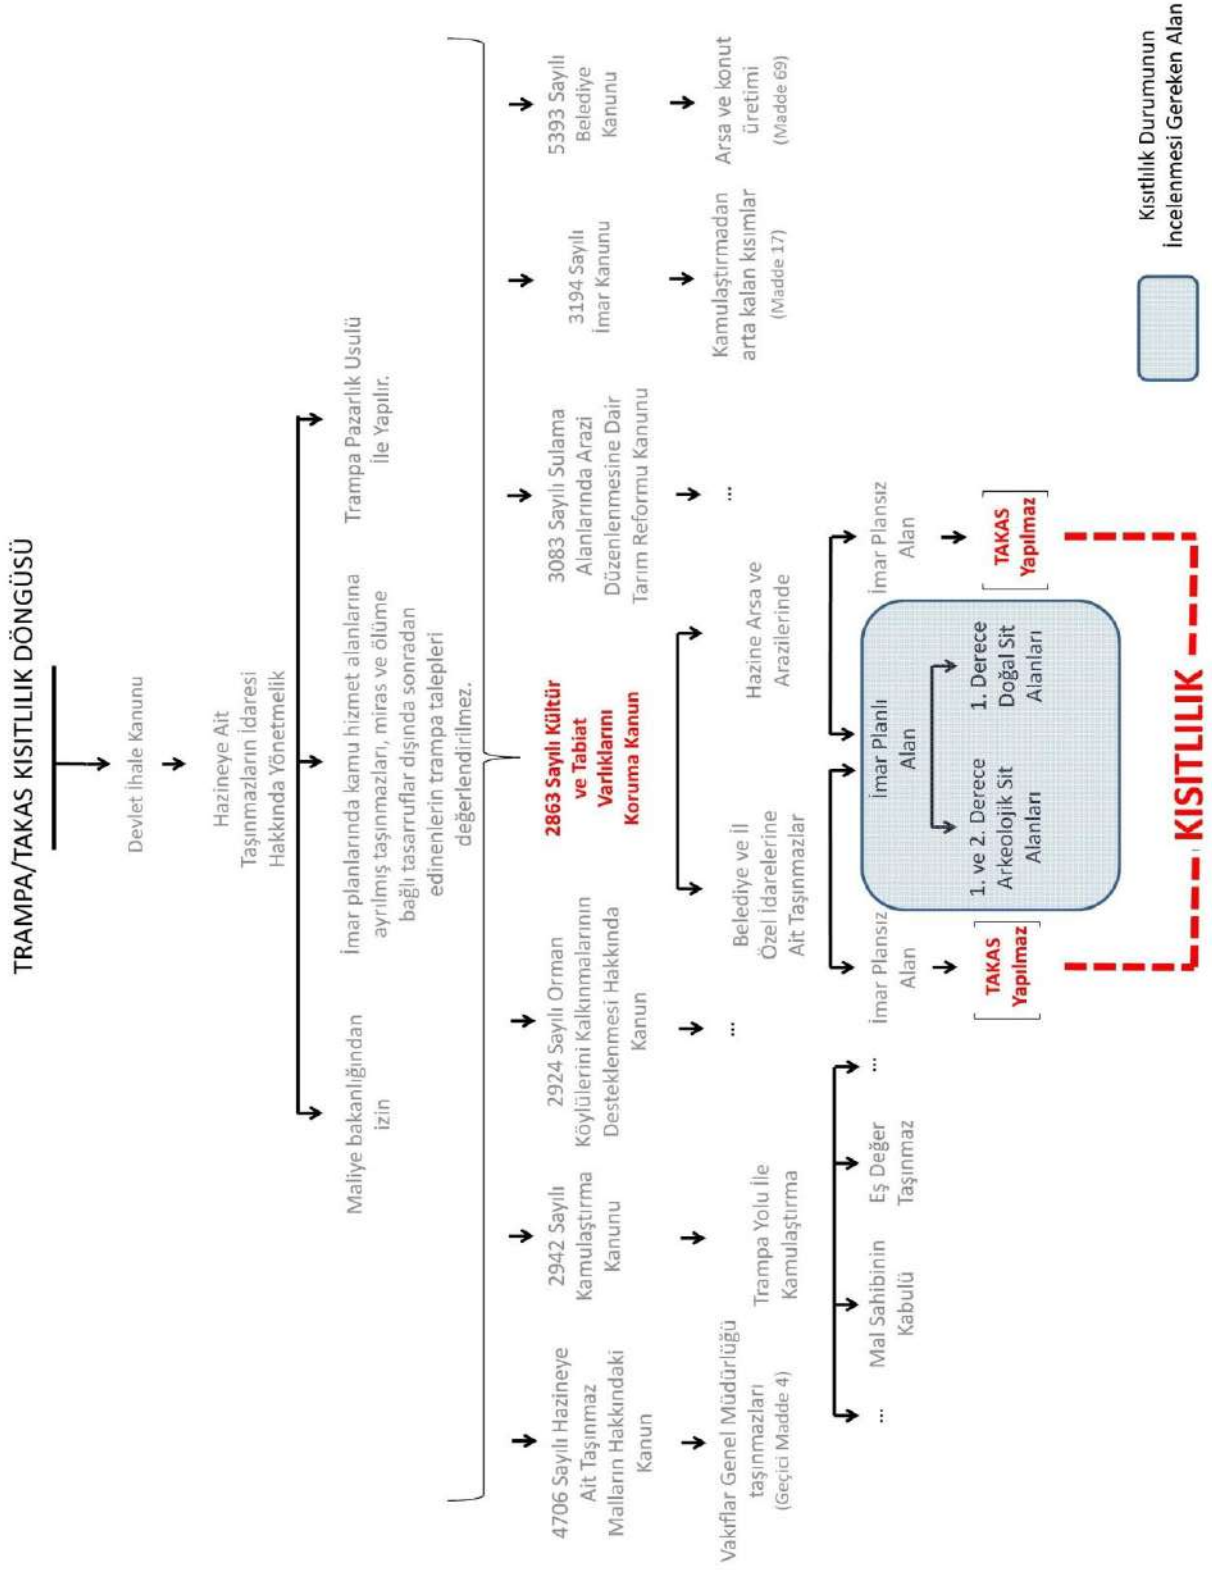 TRAMPA/TAKAS KISITLILIK DÖNGÜSÜ
Devlet İhale Kanunu
Hazineye Ait
Taşınmazların İdaresi
Hakkında Yönetmelik
Maliye bakanlığından
izin
İmar planlarında kamu hizmet alanlarına
ayrılmış taşınmazları, miras ve ölüme
bağlı tasarruflar dışında sonradan
edinenlerin trampa talepleri
değerlendirilmez.
Trampa Pazarlık Usulü
İle Yapılır.
4706 Sayılı Hazineye
Ait Taşınmaz
Malların Hakkındaki
Kanun
2942 Sayılı
Kamulaştırma
Kanunu
2924 Sayılı Orman
Köylülerini Kalkınmalarının
Desteklenmesi Hakkında
Kanun
2863 Sayılı Kültür
ve Tabiat
Varlıklarını
Koruma Kanun
3083 Sayılı Sulama
Alanlarında Arazi
Düzenlenmesine Dair
Tarım Reformu Kanunu
3194 Sayılı
İmar Kanunu
5393 Sayılı
Belediye
Kanunu
Vakıflar Genel Müdürlüğü
taşınmazları
(Geçici Madde 4)
Trampa Yolu İle
Kamulaştırma
...
Belediye ve İl
Özel İdarelerine
Ait Taşınmazlar
Hazine Arsa ve
Arazilerinde
...
Kamulaştırmadan
arta kalan kısımlar
(Madde 17)
Arsa ve konut
üretimi
(Madde 69)
...
Mal Sahibinin
Kabulü
Eş Değer
Taşınmaz
...
İmar Plansız
Alan
İmar Planlı
Alan
İmar Plansız
Alan
TAKAS
Yapılmaz
1. ve 2. Derece
Arkeolojik Sit
Alanları
1. Derece
Doğal Sit
Alanları
TAKAS
Yapılmaz
KISITLILIK
Kısıtlılık Durumunun
İncelenmesi Gereken Alan